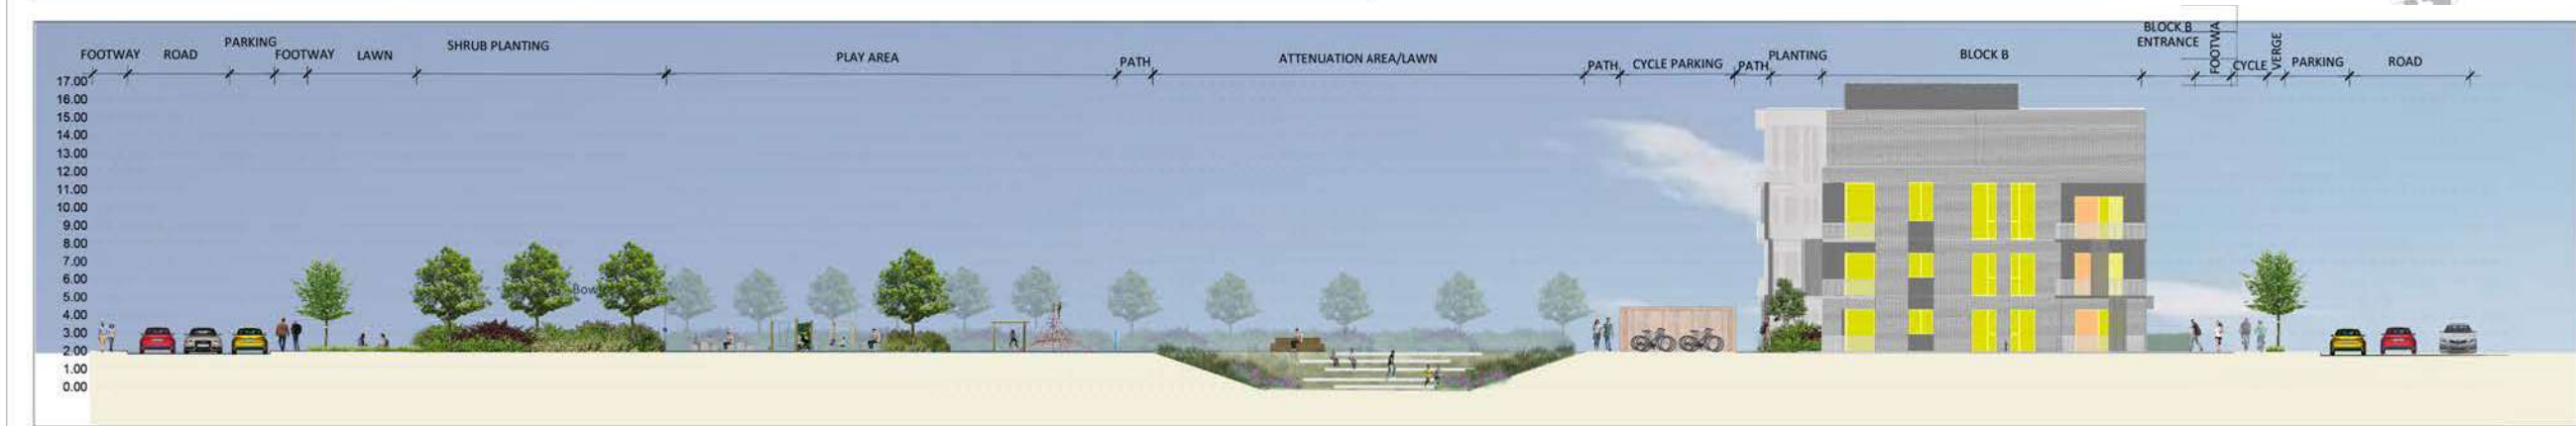 FOOTWAY
ROAD
PARKING
FOOTWAY
LAWN
SHRUB PLANTING
PLAY AREA
PATH
ATTENUATION AREA/LAWN
PATH
CYCLE PARKING
PATH
PLANTING
BLOCK B
BLOCK B
ENTRANCE
FOOTWA
CYCLE
VERGE
PARKING
ROAD
17.00
16.00
15.00
14.00
13.00
12.00
11.00
10.00
9.00
8.00
7.00
6.00
5.00
4.00
3.00
2.00
1.00
0.00
Bow